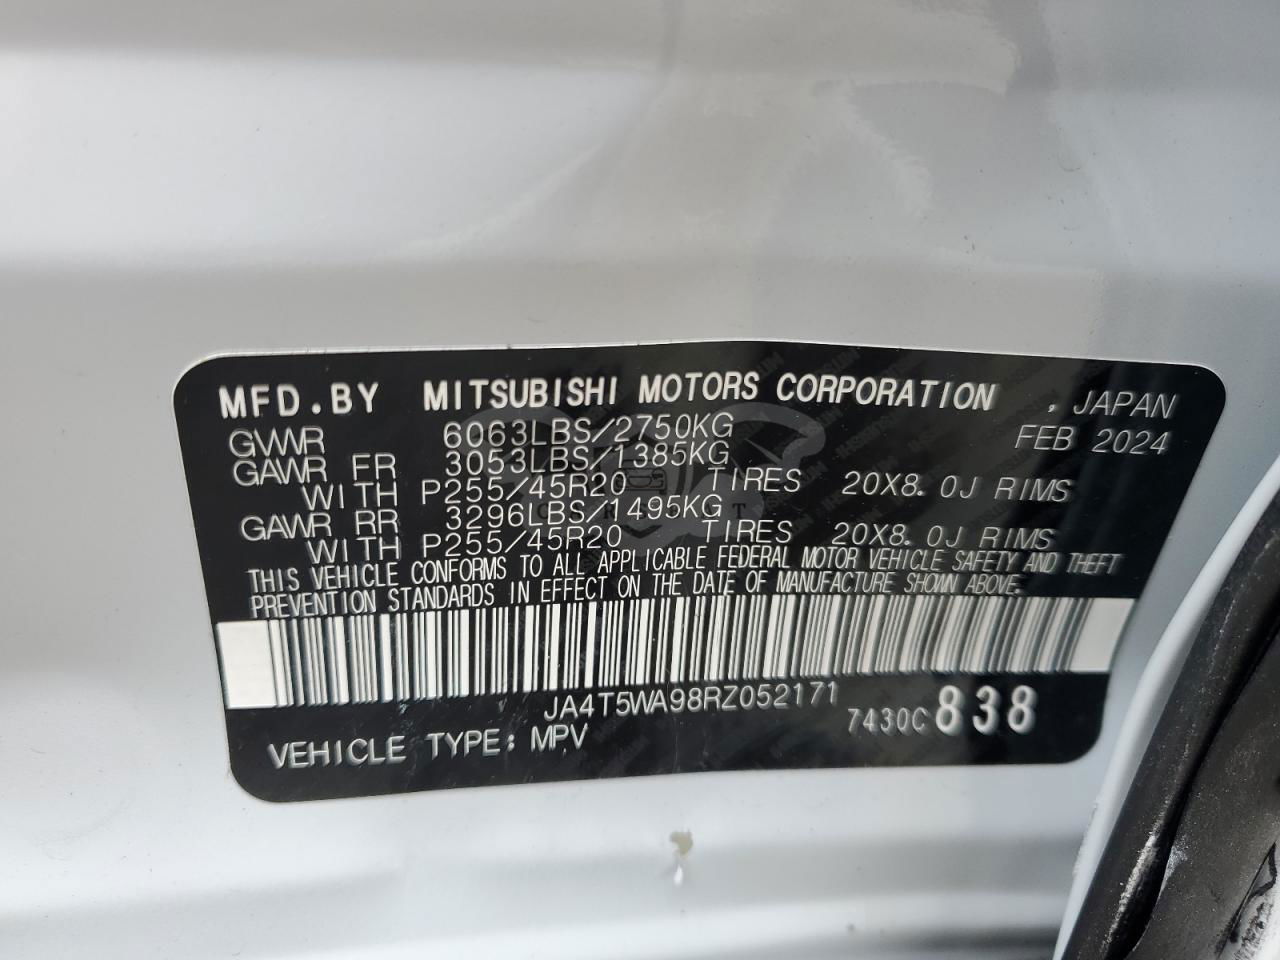 MFD.BY MITSUBISHI MOTORS CORPORATION , JAPAN
GVWR 6063LBS/2750KG FEB 2024
GAWR FR 3053LBS/1385KG
WITH P255/45R20 TIRES 20X8.0J RIMS
GAWR RR 3296LBS/1495KG
WITH P255/45R20 TIRES 20X8.0J RIMS
THIS VEHICLE CONFORMS TO ALL APPLICABLE FEDERAL MOTOR VEHICLE SAFETY AND THEFT
PREVENTION STANDARDS IN EFFECT ON THE DATE OF MANUFACTURE SHOWN ABOVE.
JA4T5WA98RZ052171
7430C 838
VEHICLE TYPE: MPV